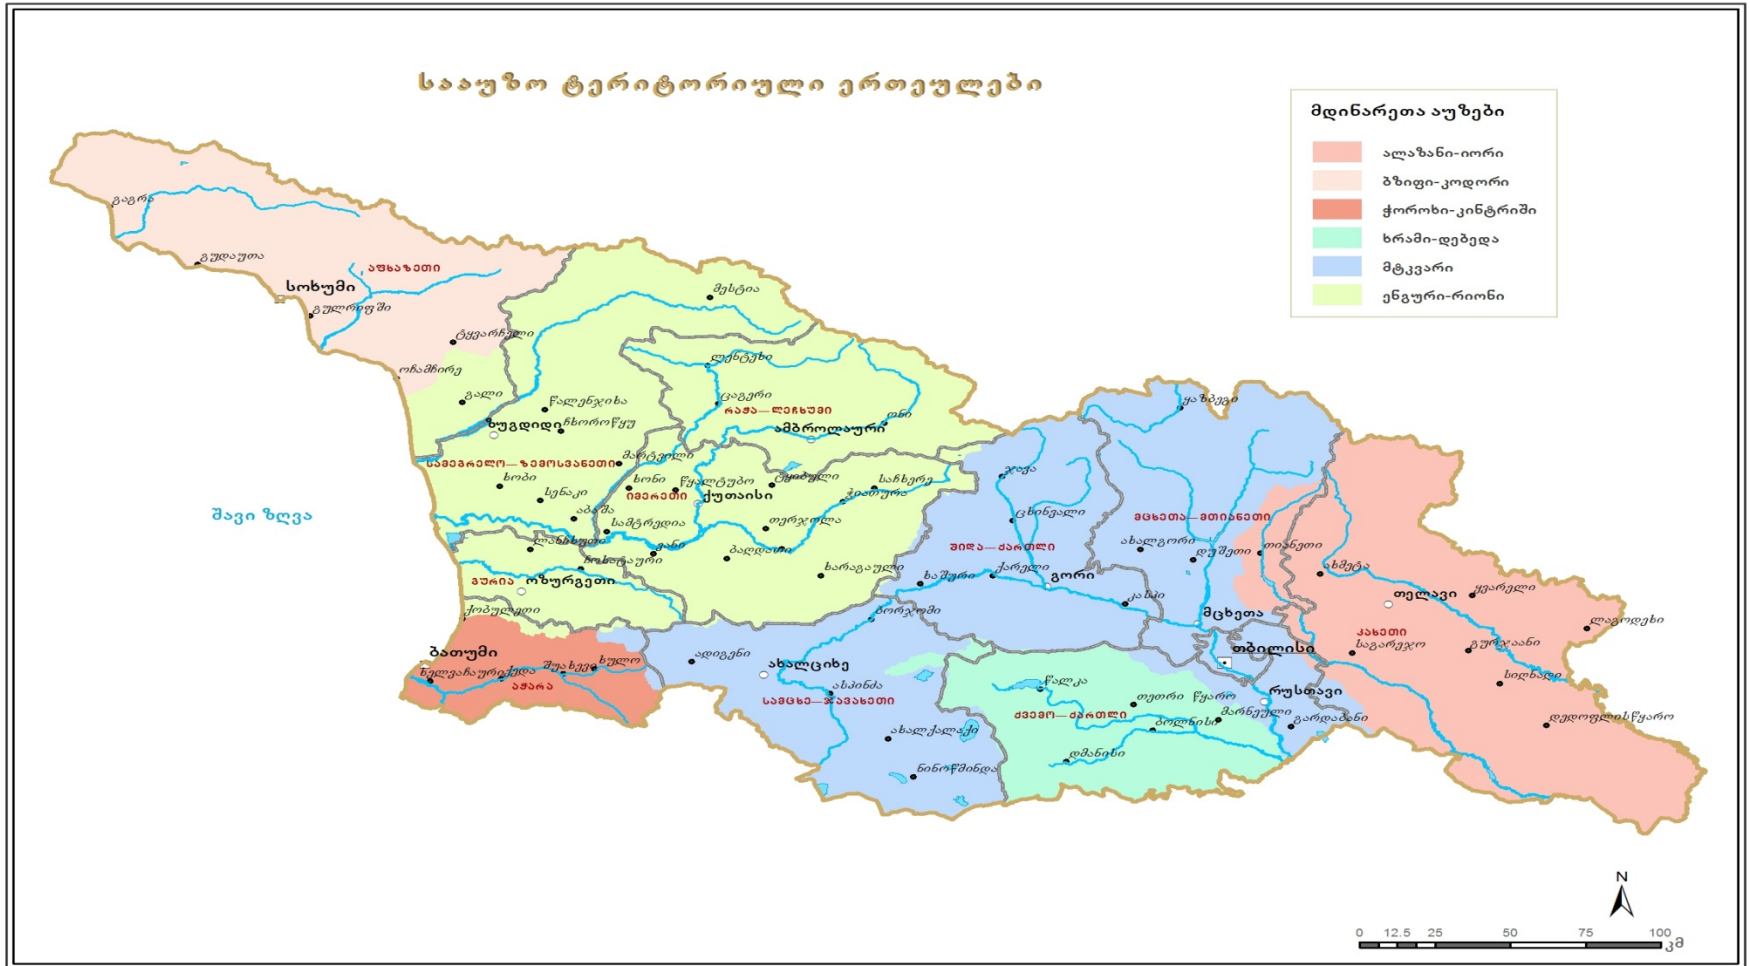 სააუზო ტერიტორიული ერთეულები
მდინარეთა აუზები
ალაზანი-იორი
ბზიფი-კოდორი
ჭოროხი-კინტრიში
ხრამი-დებედა
მტკვარი
ენგური-რიონი
გაგრა
გუდაუთა
აფხაზეთი
სოხუმი
გულრიფში
ტყვარჩელი
ოჩამჩირე
გალი
მესტია
ლენტეხი
ცაგერი
რაჭა—ლეჩხუმი
ონი
ამბროლაური
წალენჯიხა
ზუგდიდი
ჩხოროწყუ
სამეგრელო—ზემოსვანეთი
მარტვილი
ხობი
სენაკი
აბაშა
ხონი
წყალტუბო
იმერეთი
ქუთაისი
ტყიბული
საჩხერე
ჭიათურა
სამტრედია
თერჯოლა
ვანი
ბაღდათი
ხარაგაული
შავი ზღვა
ლანჩხუთი
ჩოხატაური
გურია
ოზურგეთი
ქობულეთი
ბათუმი
ხელვაჩაური
ქედა
შუახევი
ხულო
აჭარა
ყაზბეგი
ჯავა
ცხინვალი
შიდა—ქართლი
ხაშური
ქარელი
გორი
კასპი
ბორჯომი
მცხეთა—მთიანეთი
ახალგორი
დუშეთი
თიანეთი
მცხეთა
თბილისი
რუსთავი
გარდაბანი
ადიგენი
ახალციხე
ასპინძა
სამცხე—ჯავახეთი
ახალქალაქი
ნინოწმინდა
წალკა
თეთრი წყარო
ქვემო—ქართლი
ბოლნისი
მარნეული
დმანისი
ახმეტა
თელავი
ყვარელი
ლაგოდეხი
კახეთი
საგარეჯო
გურჯაანი
სიღნაღი
დედოფლისწყარო
N
0 12.5 25 50 75 100
კმ